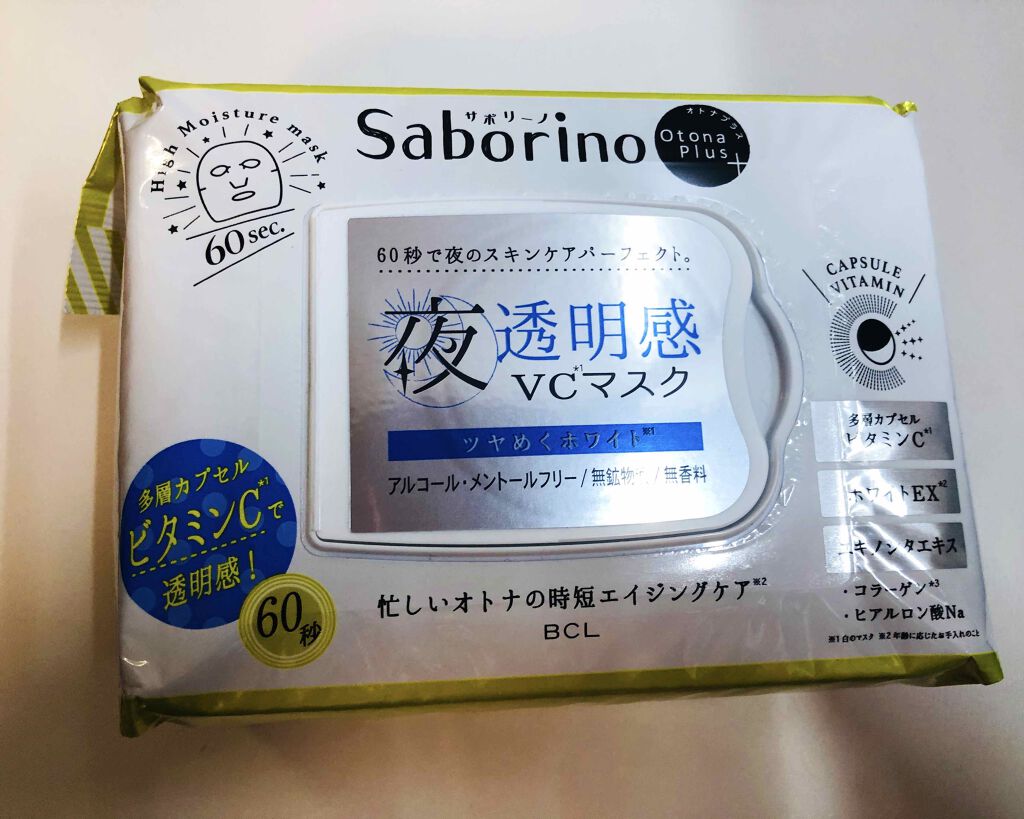 High Moisture mask
60 sec.
サボリーノ
Saborino
オトナプラス
Otona
Plus+
60秒で夜のスキンケアパーフェクト。
夜
透明感
VC*1マスク
ツヤめくホワイト※1
アルコール・メントールフリー/無鉱物 /無香料
CAPSULE
VITAMIN
多層カプセル
ビタミンC*1
ホワイトEX*2
エキス
・コラーゲン*3
・ヒアルロン酸Na
※1 白のマスク ※2 年齢に応じたお手入れのこと
多層カプセル
ビタミンC*1で
透明感!
60秒
忙しいオトナの時短エイジングケア※2
BCL